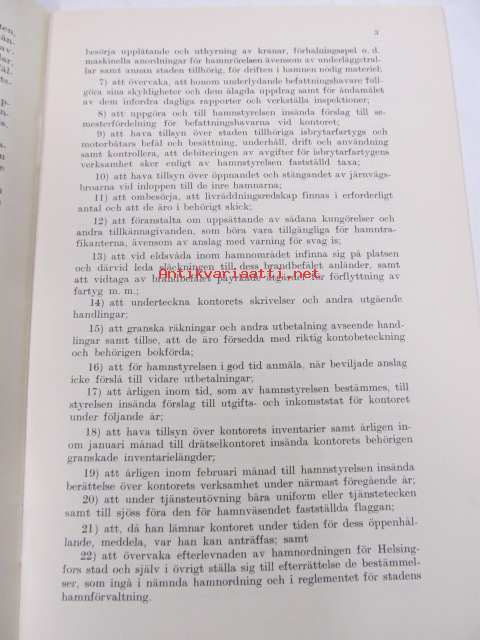 3
besörja upplåtande och uthyrning av kranar, förhalningsspel o. d.
maskinella anordningar för hamnrörelsen ävensom av underläggstral-
lar samt annan staden tillhörig, för driften i hamnen nodig materiel;
7) att övervaka, att honom underlydande befattningshavare full-
göra sina skyldigheter och dem ålagda uppdrag samt för ändamålet
av dem infordra dagliga rapporter och verkställa inspektioner;
8) att uppgöra och till hamnstyrelsen insända förslag till se-
mesterfördelning för befattningshavarna vid kontoret;
9) att hava tillsyn över staden tillhöriga isbrytarfartygs och
motorbåtars befäl och besättning, underhåll, drift och användning
samt kontrollera, att debiteringen av avgifter för isbrytarfartygens
verksamhet sker enligt av hamnstyrelsen fastställd taxa;
10) att hava tillsyn över öppnandet och stängandet av järnvägs-
broarna vid inloppen till de inre hamnarna;
11) att ombesörja, att livräddningsredskap finnas i erforderligt
antal och att de äro i behörigt skick;
12) att föranstalta om uppsättande av sådana kungörelser och
andra tillkännagivanden, som böra vara tillgängliga för hamntra-
fikanterna, ävensom av anslag med varning för svag is;
13) att vid eldsvåda inom hamnområdet infinna sig på platsen
och därvid leda släckningen till dess brandbefälet anländer, samt
att vidtaga av brandbefälet påyrkade åtgärder för förflyttning av
fartyg m. m.;
Antikvariaatti.net
14) att underteckna kontorets skrivelser och andra utgående
handlingar;
15) att granska räkningar och andra utbetalning avseende hand-
lingar samt tillse, att de äro försedda med riktig kontobeteckning
och behörigen bokförda;
16) att för hamnstyrelsen i god tid anmäla, när beviljade anslag
icke förslå till vidare utbetalningar;
17) att årligen inom tid, som av hamnstyrelsen bestämmes, till
styrelsen insända förslag till utgifts- och inkomststat för kontoret
under följande år;
18) att hava tillsyn över kontorets inventarier samt årligen in-
om januari månad till drätselkontoret insända kontorets behörigen
granskade inventarielängder;
19) att årligen inom februari månad till hamnstyrelsen insända
berättelse över kontorets verksamhet under närmast föregående år;
20) att under tjänsteutövning bära uniform eller tjänstetecken
samt till sjöss föra den för hamnväsendet fastställda flaggan;
21) att, då han lämnar kontoret under tiden för dess öppenhål-
lande, meddela, var han kan anträffas; samt
22) att övervaka efterlevnaden av hamnordningen för Helsing-
fors stad och själv i övrigt ställa sig till efterrättelse de bestämmel-
ser, som ingå i nämnda hamnordning och i reglementet för stadens
hamnförvaltning.